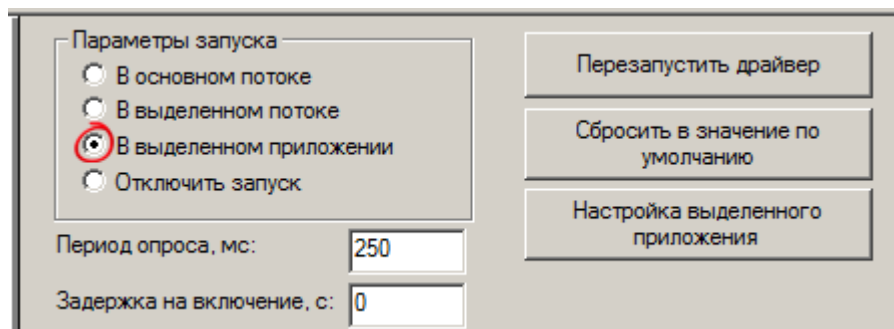 Параметры запуска
В основном потоке
В выделенном потоке
В выделенном приложении
Отключить запуск
Период опроса, мс: 250
Задержка на включение, с: 0
Перезапустить драйвер
Сбросить в значение по
умолчанию
Настройка выделенного
приложения